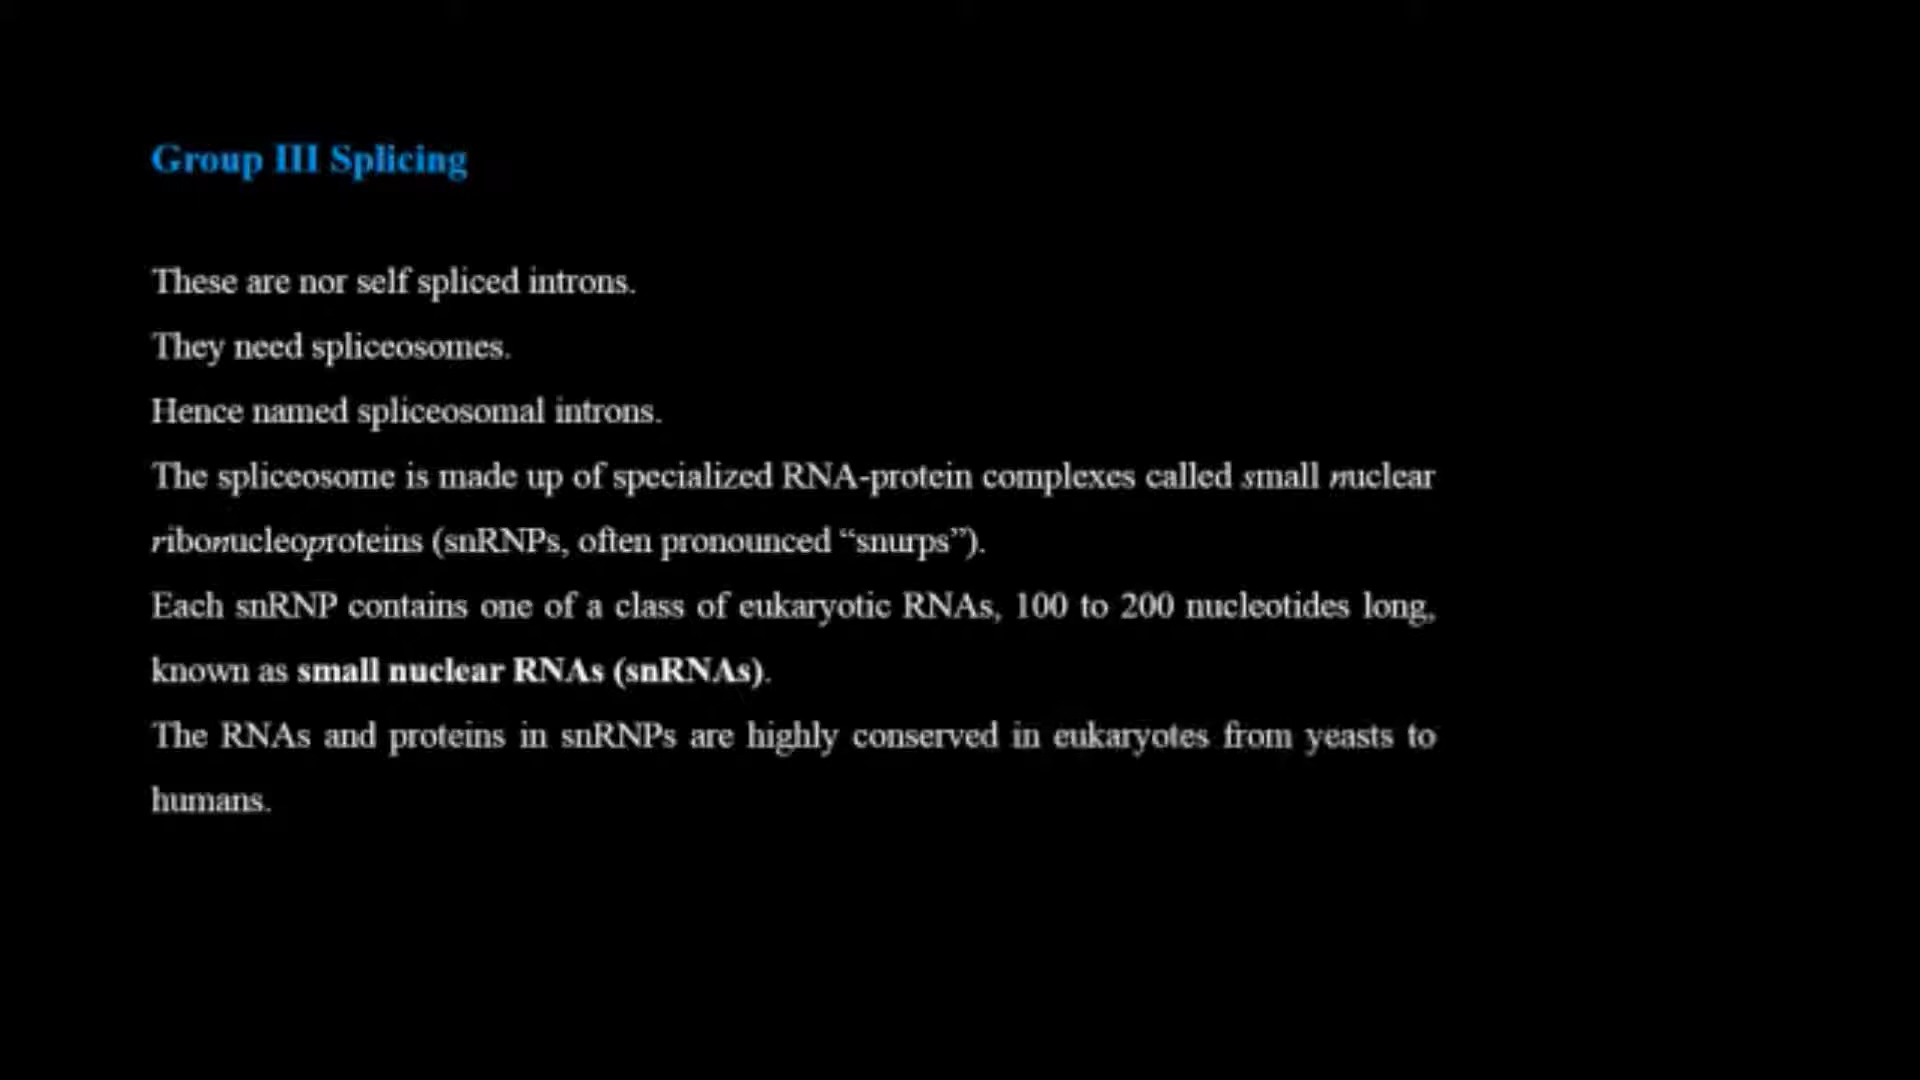 Group III Splicing
These are nor self spliced introns.
They need spliceosomes.
Hence named spliceosomal introns.
The spliceosome is made up of specialized RNA-protein complexes called small nuclear
ribonucleoproteins (snRNPs, often pronounced “snurps”).
Each snRNP contains one of a class of eukaryotic RNAs, 100 to 200 nucleotides long,
known as small nuclear RNAs (snRNAs).
The RNAs and proteins in snRNPs are highly conserved in eukaryotes from yeasts to
humans.